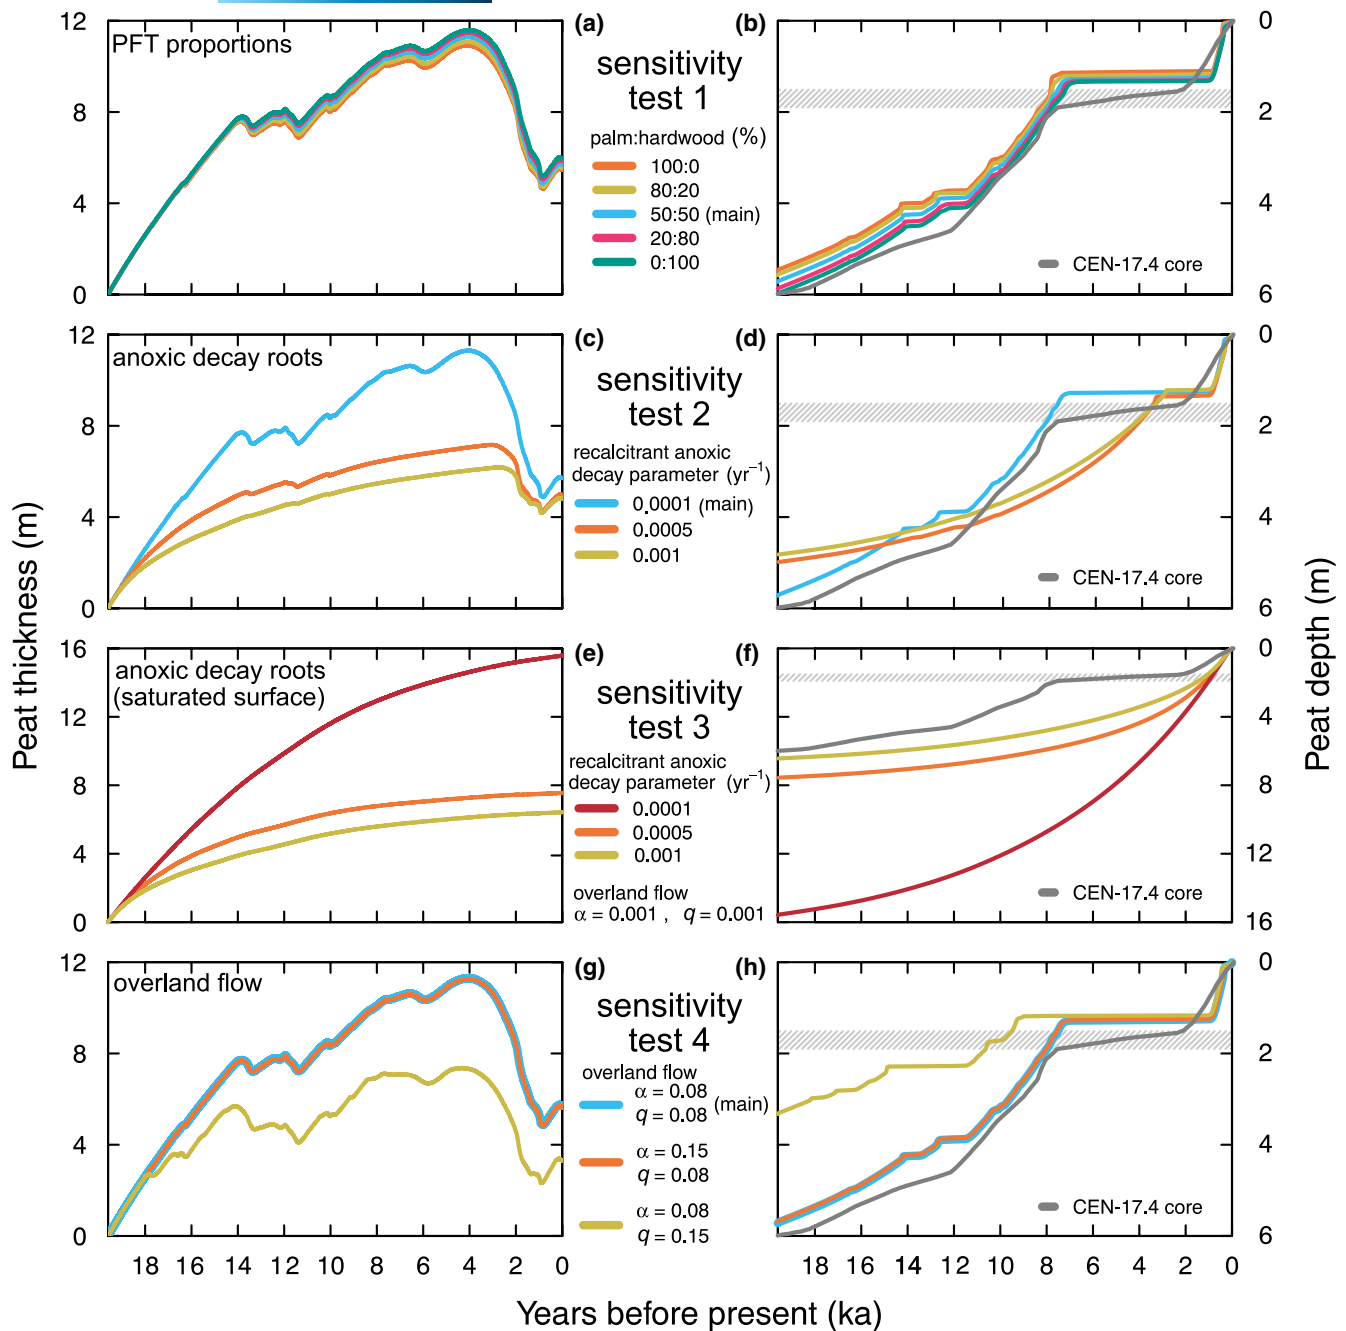 12
8
4
0
PFT proportions
(a)
sensitivity
test 1
palm:hardwood (%)
100:0
80:20
50:50 (main)
20:80
0:100
(b)
CEN-17.4 core
0
2
4
6
12
8
4
0
anoxic decay roots
(c)
sensitivity
test 2
recalcitrant anoxic
decay parameter (yr⁻¹)
0.0001 (main)
0.0005
0.001
(d)
CEN-17.4 core
0
2
4
6
16
12
8
4
0
anoxic decay roots
(saturated surface)
(e)
sensitivity
test 3
recalcitrant anoxic
decay parameter (yr⁻¹)
0.0001
0.0005
0.001
overland flow
α = 0.001 , q = 0.001
(f)
CEN-17.4 core
0
4
8
12
16
12
8
4
0
overland flow
(g)
sensitivity
test 4
overland flow
α = 0.08
q = 0.08 (main)
α = 0.15
q = 0.08
α = 0.08
q = 0.15
(h)
CEN-17.4 core
0
2
4
6
18 16 14 12 10 8 6 4 2 0
18 16 14 12 10 8 6 4 2 0
Peat thickness (m)
Peat depth (m)
Years before present (ka)